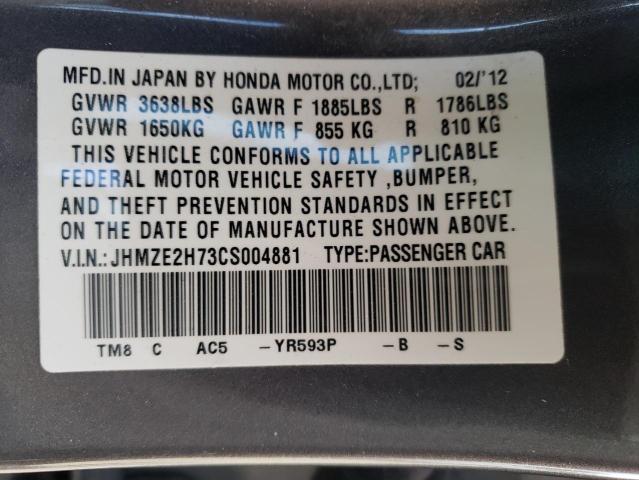 MFD.IN JAPAN BY HONDA MOTOR CO.,LTD; 02/'12
GVWR 3638LBS GAWR F 1885LBS R 1786LBS
GVWR 1650KG GAWR F 855 KG R 810 KG
THIS VEHICLE CONFORMS TO ALL APPLICABLE
FEDERAL MOTOR VEHICLE SAFETY ,BUMPER,
AND THEFT PREVENTION STANDARDS IN EFFECT
ON THE DATE OF MANUFACTURE SHOWN ABOVE.
V.I.N.: JHMZE2H73CS004881 TYPE:PASSENGER CAR
TM8 C AC5 -YR593P -B -S